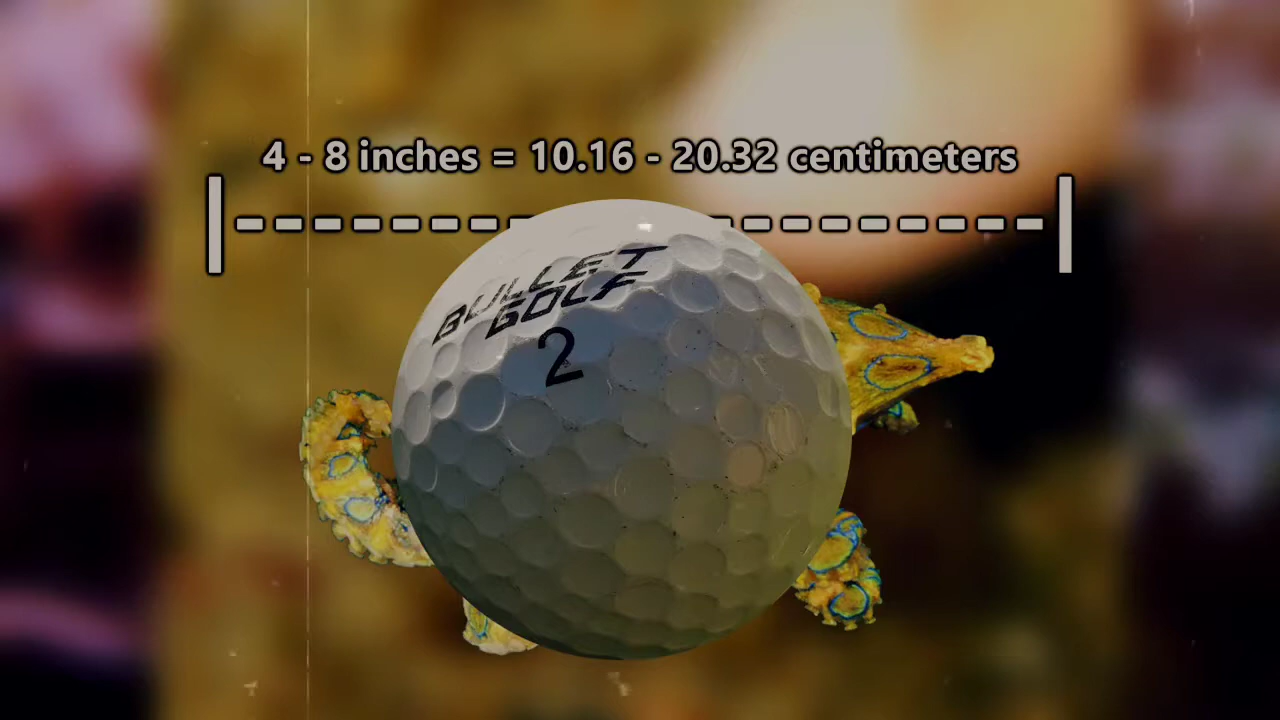 4 - 8 inches = 10.16 - 20.32 centimeters
BULLET
GOLF
2